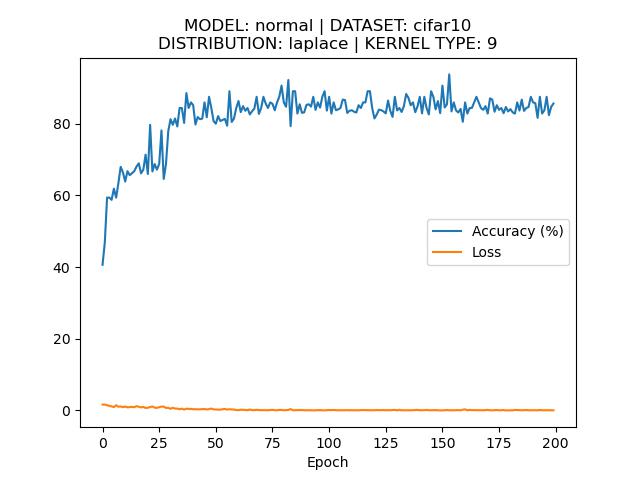 MODEL: normal | DATASET: cifar10
DISTRIBUTION: laplace | KERNEL TYPE: 9
80
60
40
20
0
Accuracy (%)
Loss
0 25 50 75 100 125 150 175 200
Epoch